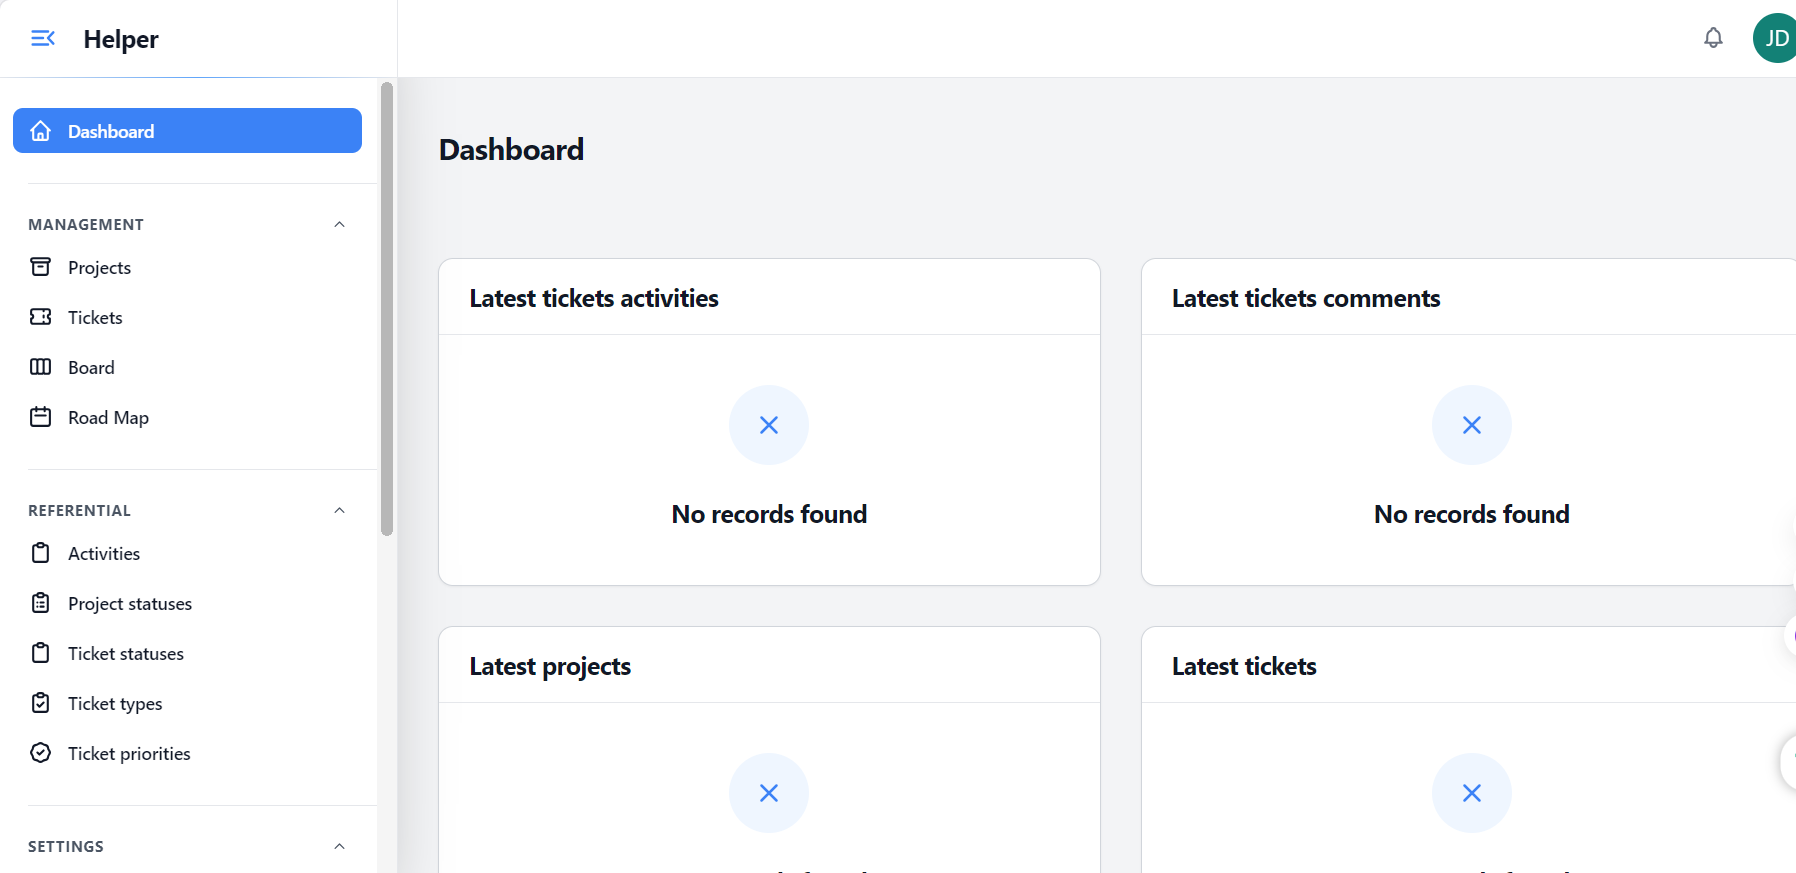 Helper
JD
Dashboard
MANAGEMENT
Projects
Tickets
Board
Road Map
REFERENTIAL
Activities
Project statuses
Ticket statuses
Ticket types
Ticket priorities
SETTINGS
Dashboard
Latest tickets activities
No records found
Latest tickets comments
No records found
Latest projects
Latest tickets